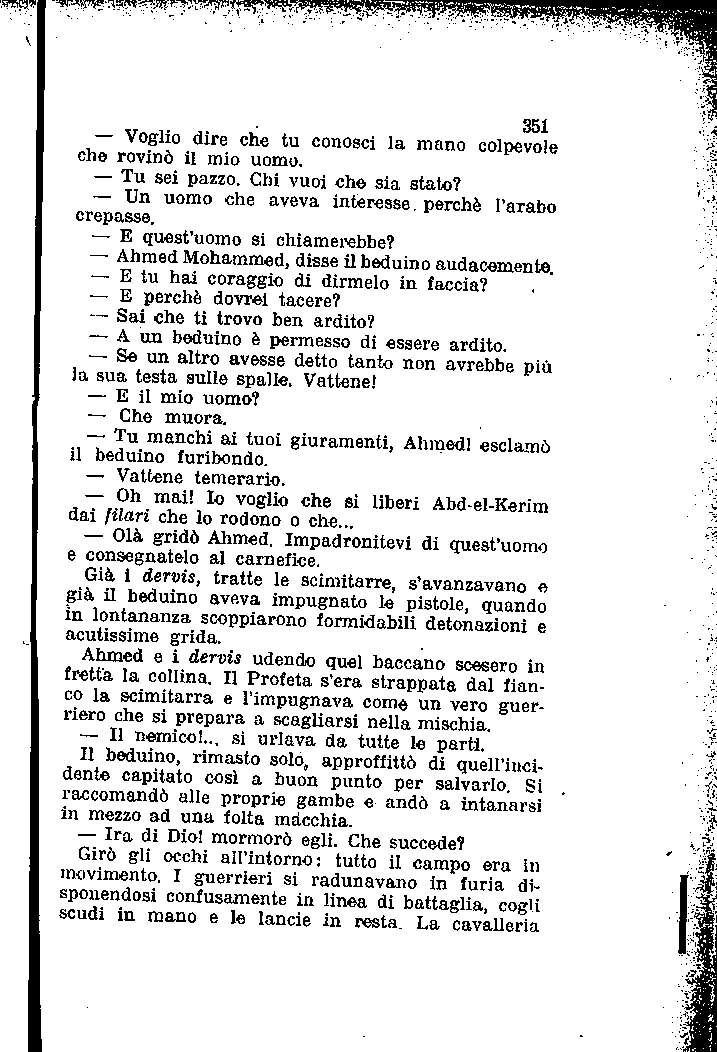 351
— Voglio dire che tu conosci la mano colpevole
che rovinò il mio uomo.
— Tu sei pazzo. Chi vuoi che sia stato?
— Un uomo che aveva interesse perchè l'arabo
crepasse.
— E quest'uomo si chiamerebbe?
— Ahmed Mohammed, disse il beduino audacemente.
— E tu hai coraggio di dirmelo in faccia?
— E perchè dovrei tacere?
— Sai che ti trovo ben ardito?
— A un beduino è permesso di essere ardito.
— Se un altro avesse detto tanto non avrebbe più
la sua testa sulle spalle. Vattene!
— E il mio uomo?
— Che muora.
— Tu manchi ai tuoi giuramenti, Ahmed! esclamò
il beduino furibondo.
— Vattene temerario.
— Oh mai! Io voglio che si liberi Abd-el-Kerim
dai filari che lo rodono o che...
— Olà gridò Ahmed. Impadronitevi di quest'uomo
e consegnatelo al carnefice.
Già i dervis, tratte le scimitarre, s'avanzavano e
già il beduino aveva impugnato le pistole, quando
in lontananza scoppiarono formidabili detonazioni e
acutissime grida.
Ahmed e i dervis udendo quel baccano scesero in
fretta la collina. Il Profeta s'era strappata dal fian-
co la scimitarra e l'impugnava come un vero guer-
riero che si prepara a scagliarsi nella mischia.
— Il nemico!... si urlava da tutte le parti.
Il beduino, rimasto solo, approffittò di quell'inci-
dente capitato così a buon punto per salvarlo. Si
raccomandò alle proprie gambe e andò a intanarsi
in mezzo ad una folta macchia.
— Ira di Dio! mormorò egli. Che succede?
Girò gli occhi all'intorno: tutto il campo era in
movimento. I guerrieri si radunavano in furia di-
sponendosi confusamente in linea di battaglia, cogli
scudi in mano e le lancie in resta. La cavalleria